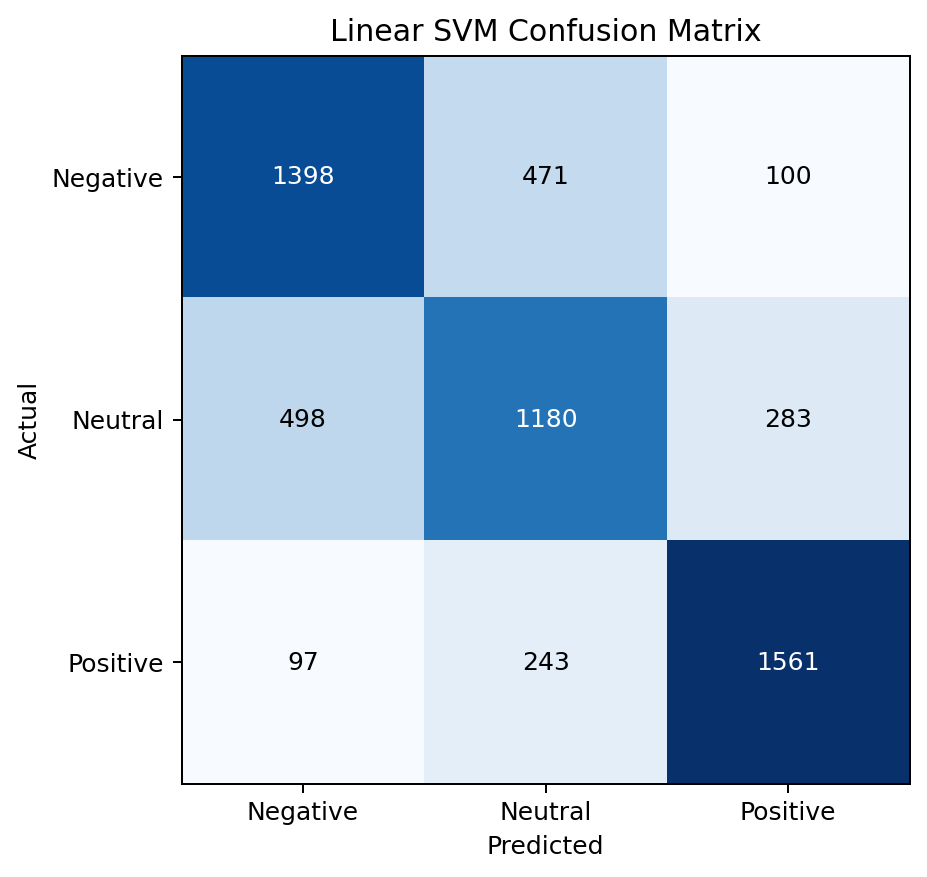 Linear SVM Confusion Matrix
Negative 1398 471 100
Actual
Neutral 498 1180 283
Positive 97 243 1561
Negative Neutral Positive
Predicted